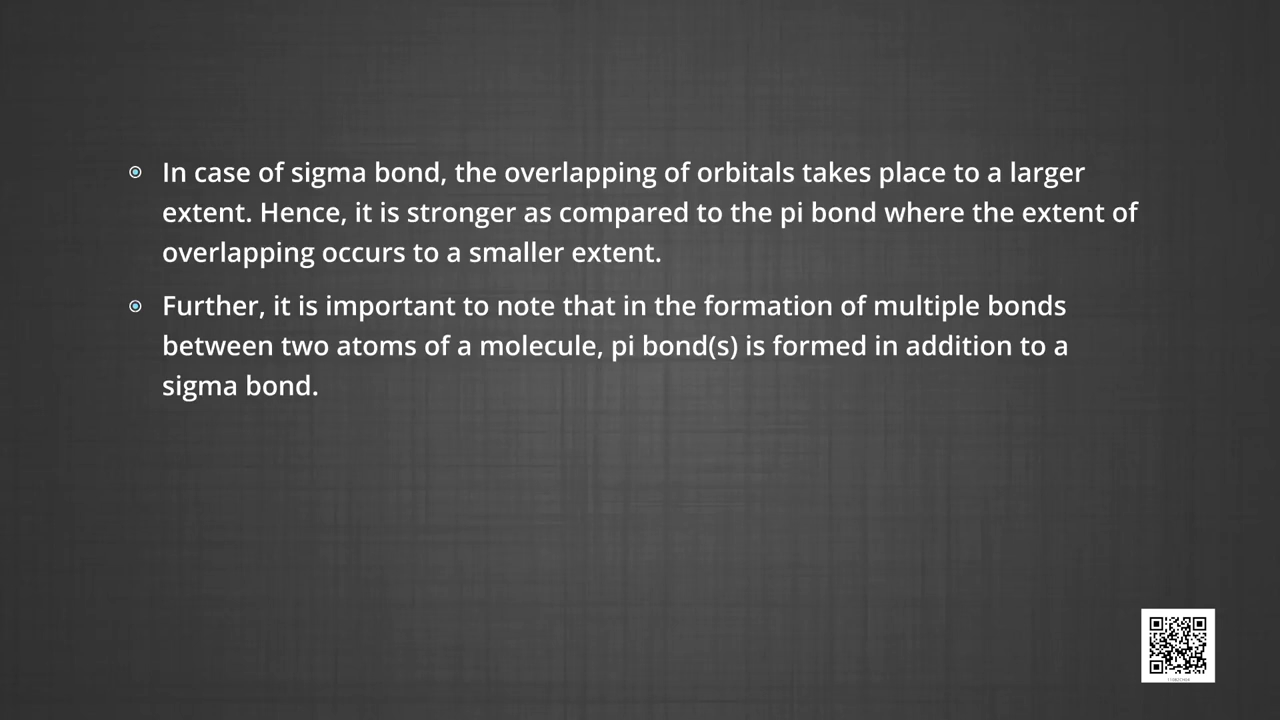 In case of sigma bond, the overlapping of orbitals takes place to a larger
extent. Hence, it is stronger as compared to the pi bond where the extent of
overlapping occurs to a smaller extent.
Further, it is important to note that in the formation of multiple bonds
between two atoms of a molecule, pi bond(s) is formed in addition to a
sigma bond.